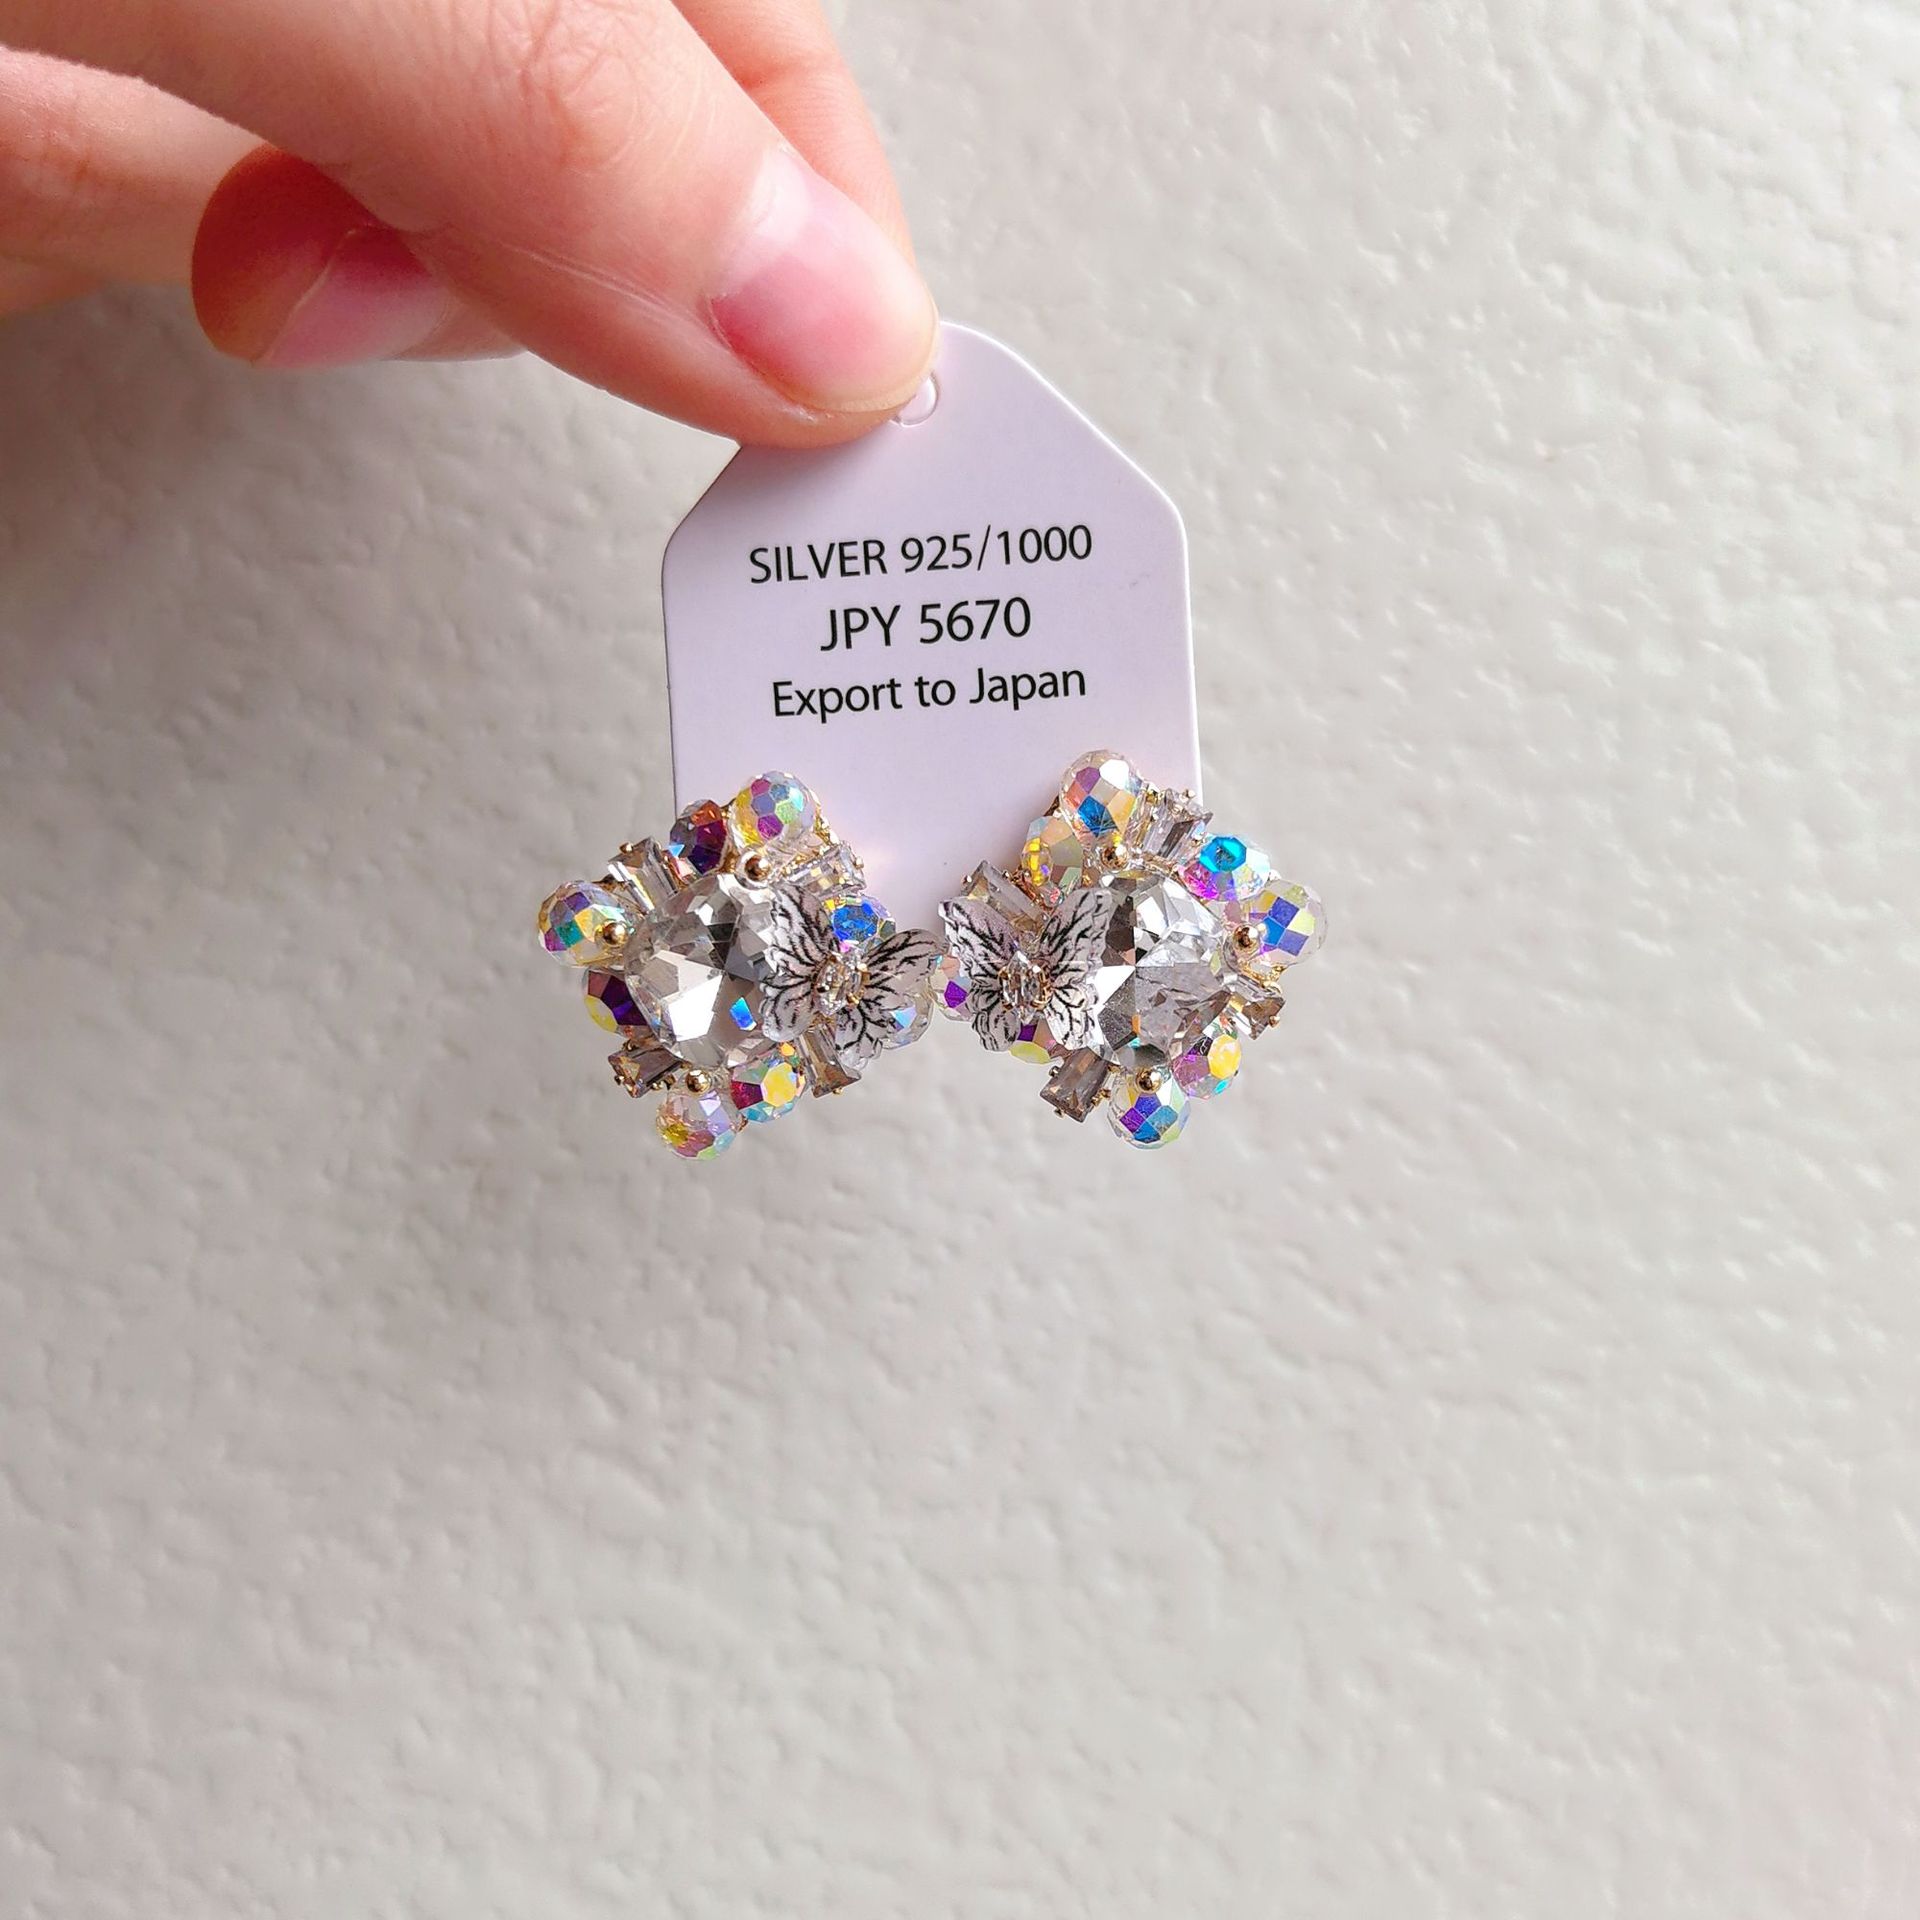 SILVER 925/1000
JPY 5670
Export to Japan